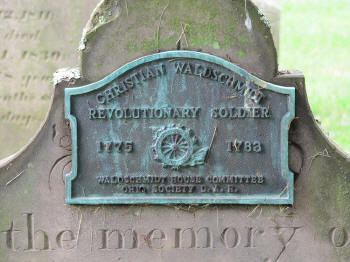 CHRISTIAN WALDSCHMIDT
REVOLUTIONARY SOLDIER
1775 1783
WALDSCHMIDT HOUSE COMMITTEE
OHIO SOCIETY D.A.R.
the memory o